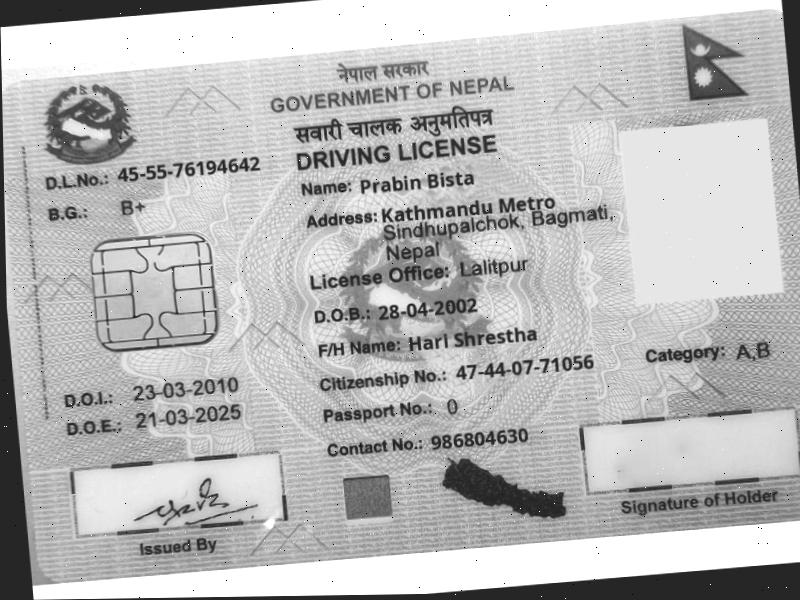 नेपाल सरकार
GOVERNMENT OF NEPAL
सवारी चालक अनुमतिपत्र
DRIVING LICENSE
D.L.No.: 45-55-76194642
B.G.: B+
Name: Prabin Bista
Address: Kathmandu Metro
Sindhupalchok, Bagmati,
Nepal
License Office: Lalitpur
D.O.B.: 28-04-2002
F/H Name: Hari Shrestha
Citizenship No.: 47-44-07-71056
Category: A,B
D.O.I.: 23-03-2010
Passport No.: 0
D.O.E.: 21-03-2025
Contact No.: 986804630
Issued By
Signature of Holder